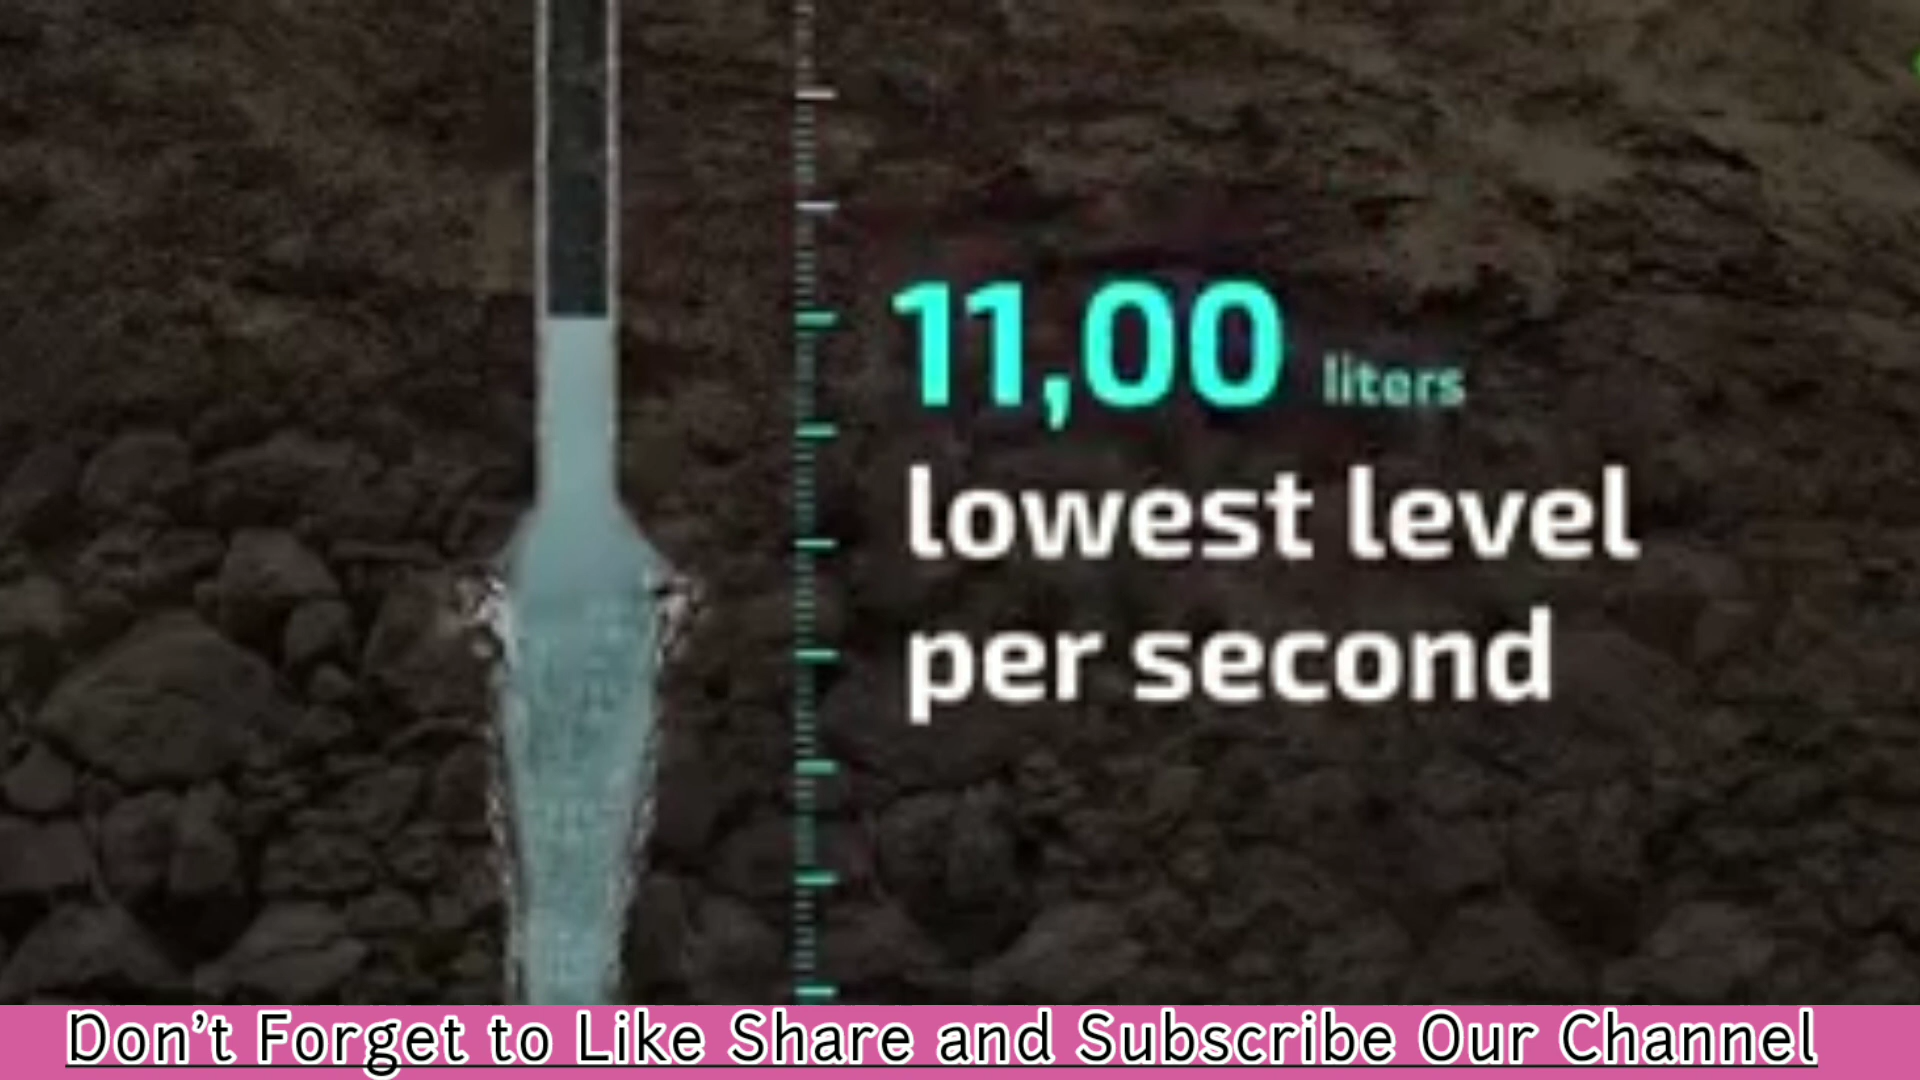 11,00 liters
lowest level
per second
Don't Forget to Like Share and Subscribe Our Channel